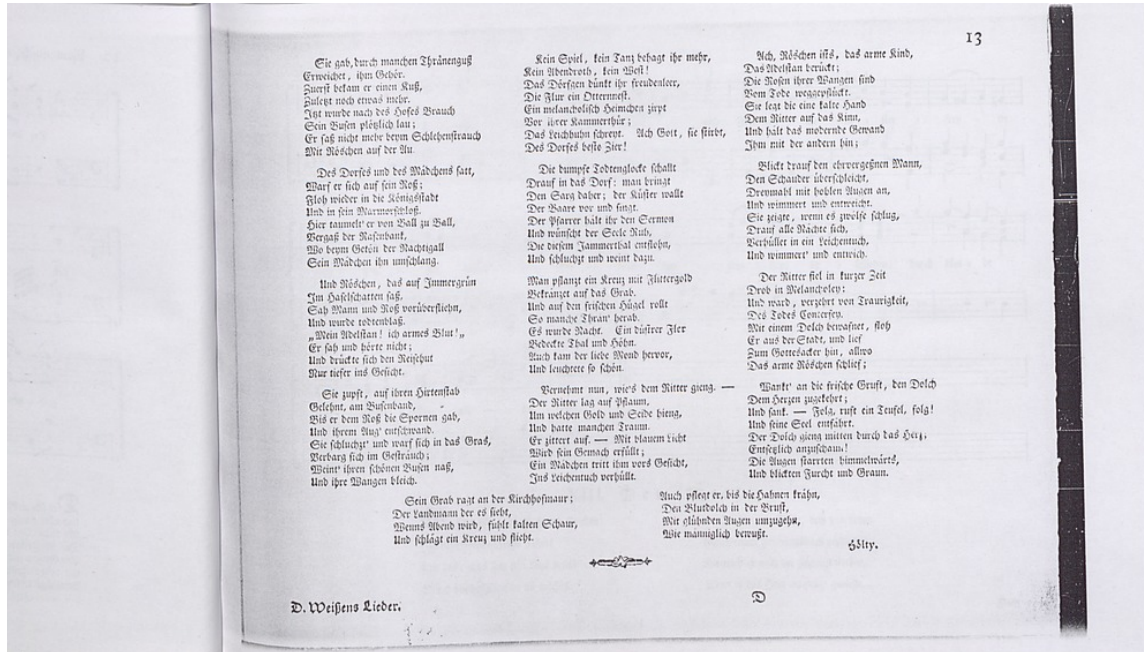 13
Sie gab, durch manchen Thränenguß
Erweichet, ihm Gehör.
Zuerst bekam er einen Kuß,
Zuletzt noch etwas mehr.
Itzt wurde nach des Hofes Brauch
Sein Busen plötzlich lau;
Er saß nicht mehr beym Schlehenstrauch
Mit Röschen auf der Au.
Des Dorfes und des Mädchens satt,
Warf er sich auf sein Roß;
Floh wieder in die Königsstadt
Und in sein Marmorschloß.
Hier taumelt' er von Ball zu Ball,
Vergaß der Rasenbank,
Wo beym Getön der Nachtigall
Sein Mädchen ihn umschlang.
Und Röschen, das auf Immergrün
Im Haselschatten saß,
Sah Mann und Roß vorüberfliehn,
Und wurde todtenblaß.
„Mein Adelstan! ich armes Blut!„
Er sah und hörte nicht;
Und drückte sich den Reisehut
Nur tiefer ins Gesicht.
Sie zupft, auf ihren Hirtenstab
Gelehnt, am Busenband,
Bis er dem Roß die Spornen gab,
Und ihrem Aug' entschwand.
Sie schluchzt' und warf sich in das Gras,
Verbarg sich im Gesträuch;
Weint' ihren schönen Busen naß,
Und ihre Wangen bleich.
Kein Spiel, kein Tanz behagt ihr mehr,
Kein Abendroth, kein West!
Das Dörfgen dünkt ihr freudenleer,
Die Flur ein Otternnest.
Ein melancholisch Heimchen zirpt
Vor ihrer Kammerthür;
Das Leichhuhn schreyt. Ach Gott, sie stirbt,
Des Dorfes beste Zier!
Die dumpfe Todtenglocke schallt
Drauf in das Dorf: man bringt
Den Sarg daher; der Küster wallt
Der Baare vor und singt.
Der Pfarrer hält ihr den Sermon
Und wünscht der Seele Ruh,
Die diesem Jammerthal entflohn,
Und schluchzt und weint dazu.
Man pflanzt ein Kreuz mit Flittergold
Bekränzet auf das Grab.
Und auf den frischen Hügel rollt
So manche Thrän' herab.
Es wurde Nacht. Ein düstrer Flor
Bedeckte Thal und Höhn.
Auch kam der liebe Mond hervor,
Und leuchtete so schön.
Vernehmt nun, wie's dem Ritter gieng. —
Der Ritter lag auf Pflaum,
Um welchen Gold und Seide hieng,
Und hatte manchen Traum.
Er zittert auf. — Mit blauem Licht
Wird sein Gemach erfüllt;
Ein Mädchen tritt ihm vors Gesicht,
Ins Leichentuch verhüllt.
Ach, Röschen ists, das arme Kind,
Das Adelstan berückt;
Die Rosen ihrer Wangen sind
Vom Tode weggepflückt.
Sie legt die eine kalte Hand
Dem Ritter auf das Kinn,
Und hält das modernde Gewand
Ihm mit der andern hin;
Blickt drauf den ehrvergeßnen Mann,
Den Schauder überschleicht,
Dreymahl mit hohlen Augen an,
Und wimmert und entweicht.
Sie zeigte, wenn es zwölfe schlug,
Drauf alle Nächte sich,
Verhüllet in ein Leichentuch,
Und wimmert' und entwich.
Der Ritter fiel in kurzer Zeit
Drob in Melancholey:
Und ward, verzehrt von Traurigkeit,
Des Todes Conterfey.
Mit einem Dolch bewafnet, floh
Er aus der Stadt, und lief
Zum Gottesacker hin, allwo
Das arme Röschen schlief;
Wankt' an die frische Gruft, den Dolch
Dem Herzen zugekehrt;
Und sank. — Folg, ruft ein Teufel, folg!
Und seine Seel entfährt.
Der Dolch gieng mitten durch das Herz;
Entsetzlich anzuschaun!
Die Augen starrten himmelwärts,
Und blickten Furcht und Graun.
Sein Grab ragt an der Kirchhofmaur;
Der Landmann der es sieht,
Wenns Abend wird, fühlt kalten Schaur,
Und schlägt ein Kreuz und flieht.
Auch pflegt er, bis die Hahnen krähn,
Den Blutdolch in der Brust,
Mit glühnden Augen umzugehn,
Wie männiglich bewußt.
Hölty.
D. Weißens Lieder.
D